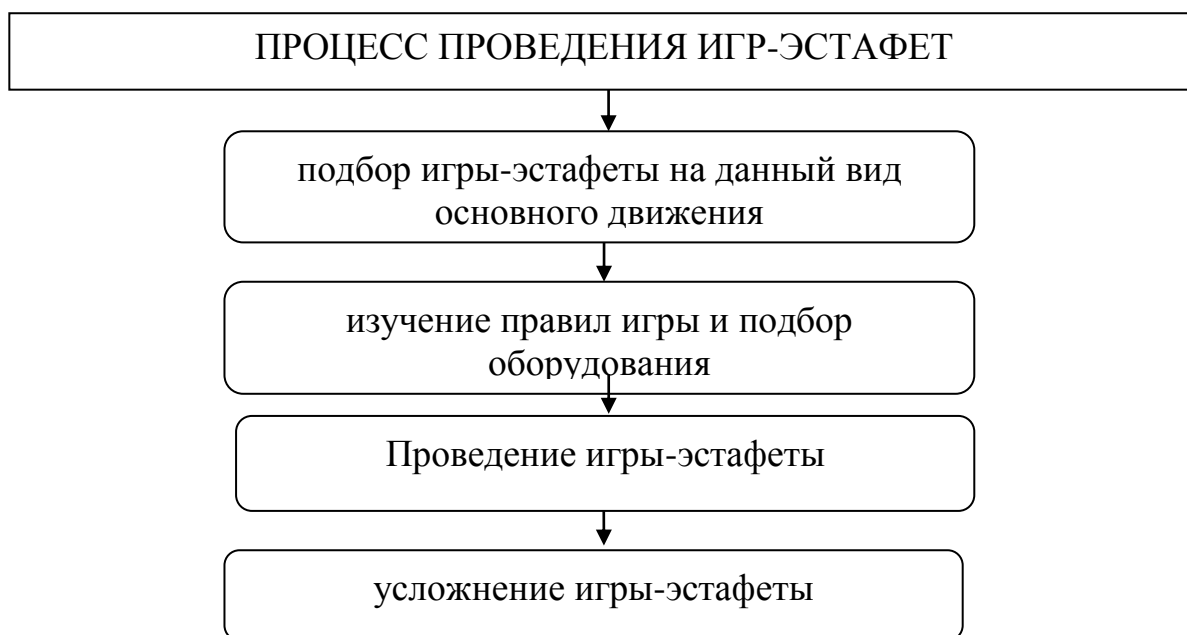 ПРОЦЕСС ПРОВЕДЕНИЯ ИГР-ЭСТАФЕТ
подбор игры-эстафеты на данный вид
основного движения
изучение правил игры и подбор
оборудования
Проведение игры-эстафеты
усложнение игры-эстафеты